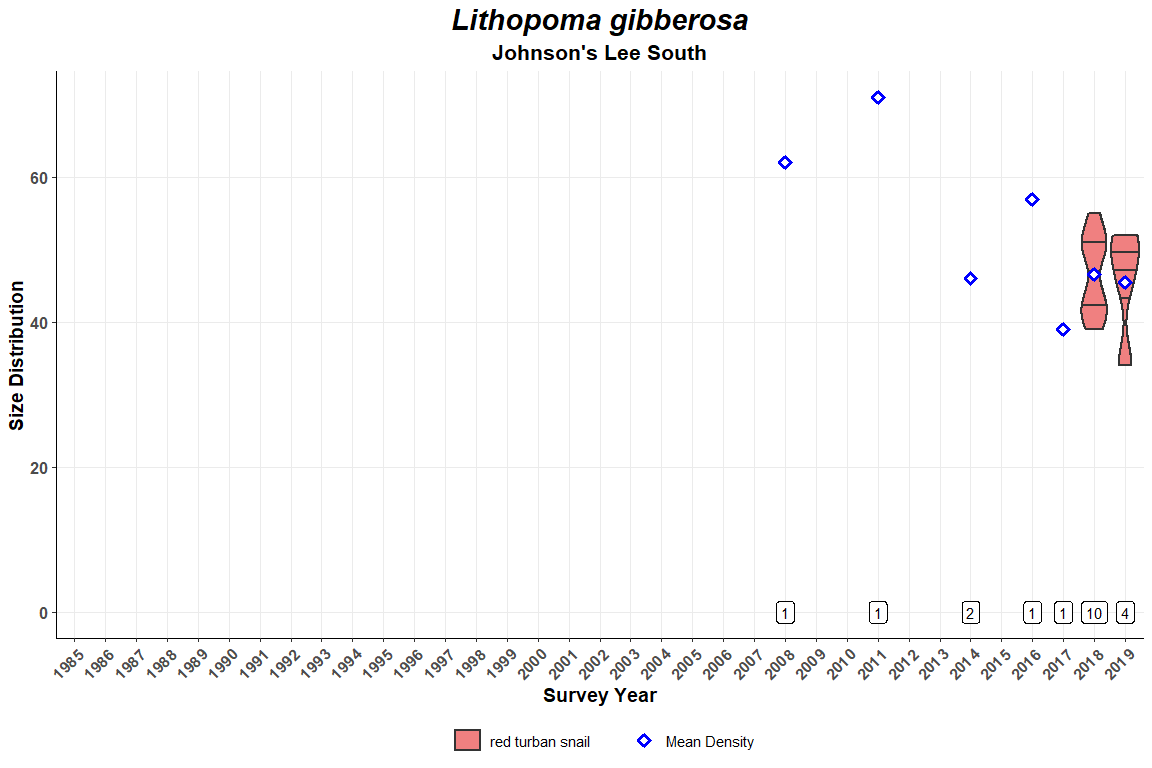 Lithopoma gibberosa
Johnson's Lee South
Size Distribution
60
40
20
0
1 1 2 1 1 10 4
1985 1986 1987 1988 1989 1990 1991 1992 1993 1994 1995 1996 1997 1998 1999 2000 2001 2002 2003 2004 2005 2006 2007 2008 2009 2010 2011 2012 2013 2014 2015 2016 2017 2018 2019
Survey Year
red turban snail Mean Density